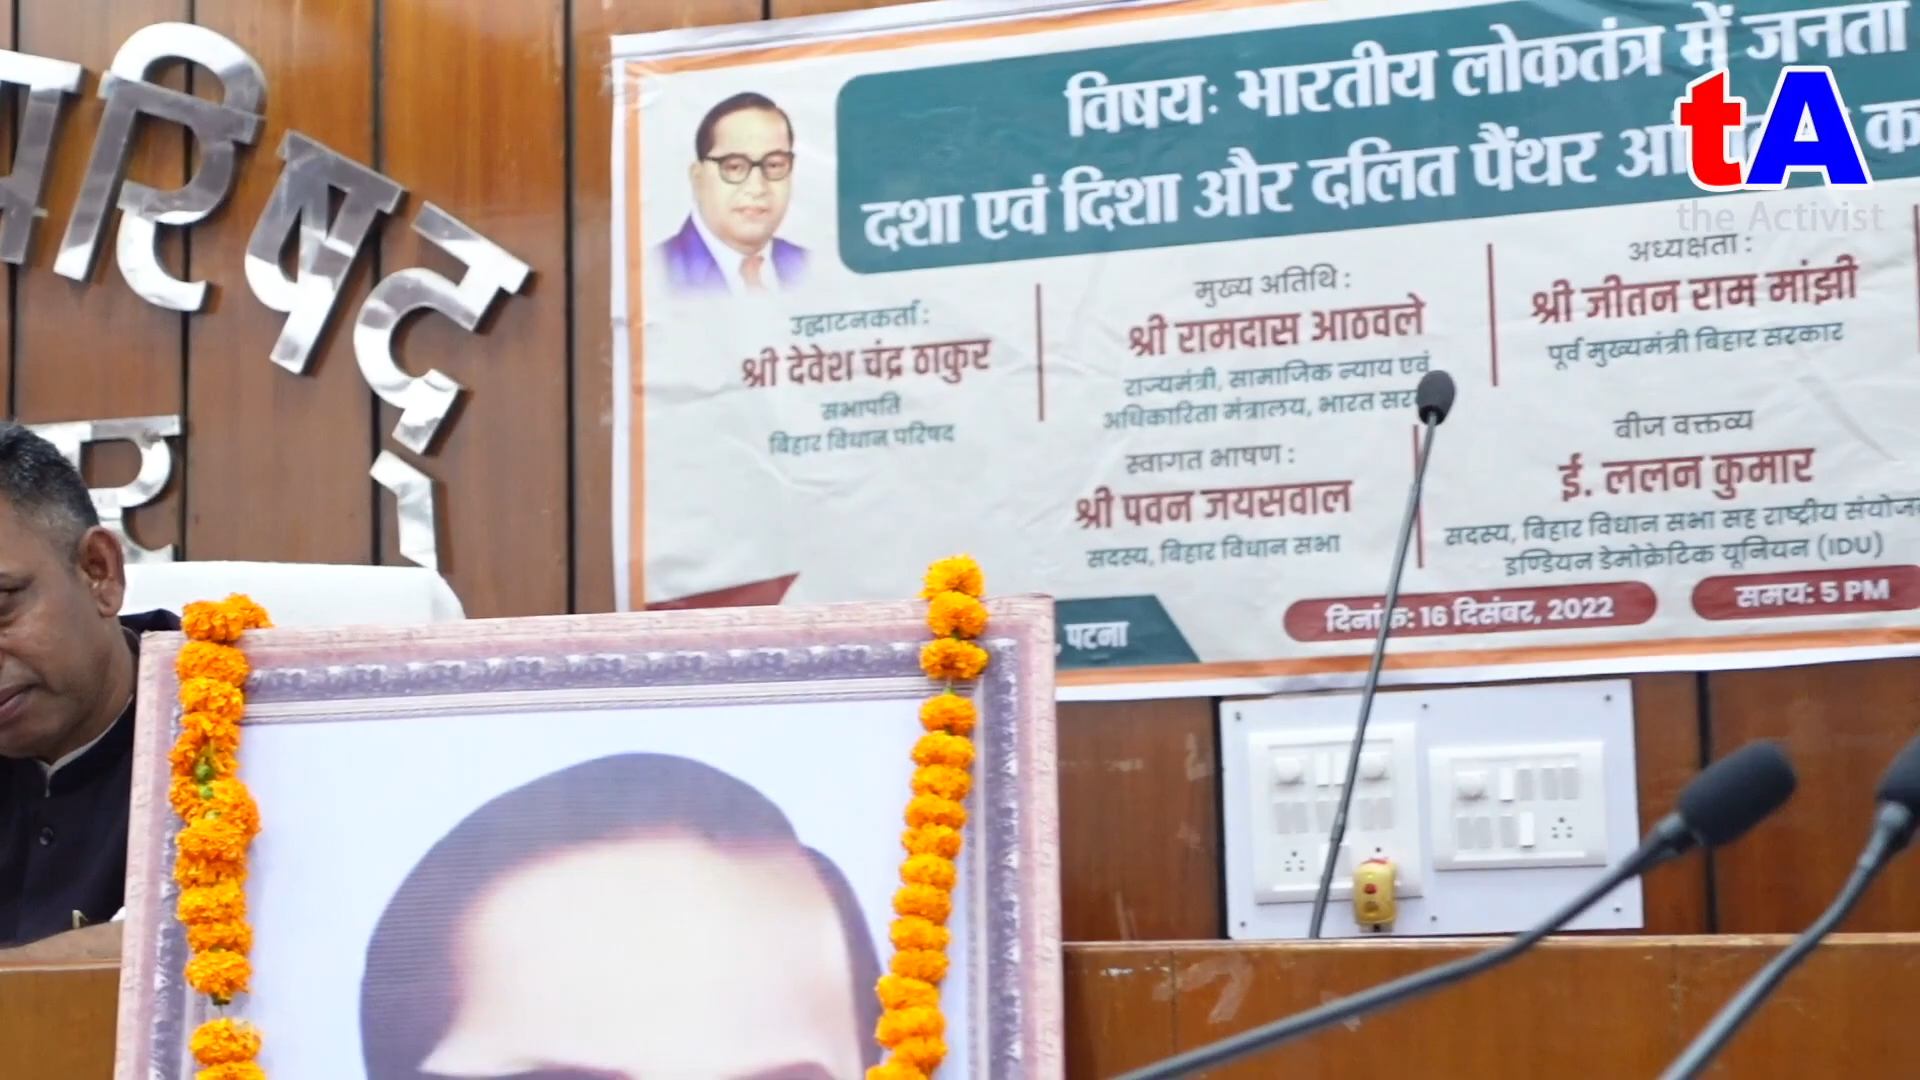 परिषद्
विषयः भारतीय लोकतंत्र में जनता
दशा एवं दिशा और दलित पैंथर
tA
the Activist
उद्घाटनकर्ता :
श्री देवेश चंद्र ठाकुर
सभापति
बिहार विधान परिषद
मुख्य अतिथि :
श्री रामदास आठवले
राज्यमंत्री, सामाजिक न्याय एवं
अधिकारिता मंत्रालय, भारत
अध्यक्षता :
श्री जीतन राम मांझी
पूर्व मुख्यमंत्री बिहार सरकार
स्वागत भाषण :
श्री पवन जयसवाल
सदस्य, बिहार विधान सभा
बीज वक्तव्य
ई. ललन कुमार
सदस्य, बिहार विधान सभा सह राष्ट्रीय
इण्डियन डेमोक्रेटिक यूनियन (IDU)
, पटना
दिनांक: 16 दिसंबर, 2022
समय: 5 PM